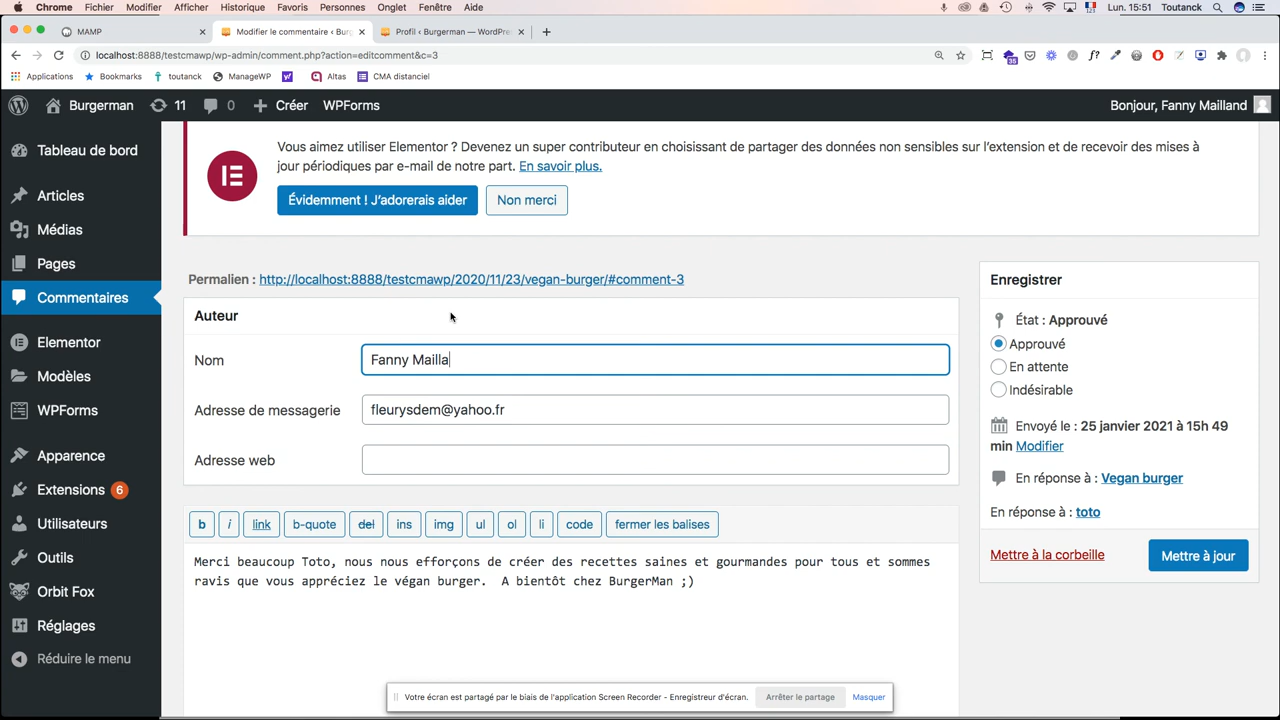 Chrome Fichier Modifier Afficher Historique Favoris Personnes Onglet Fenêtre Aide Lun. 15:51 Toutanck
MAMP Modifier le commentaire ‹ Burg Profil ‹ Burgerman — WordPre
localhost:8888/testcmawp/wp-admin/comment.php?action=editcomment&c=3
35
f?
Applications Bookmarks toutanck ManageWP Altas CMA distanciel
Burgerman 11 0 Créer WPForms Bonjour, Fanny Mailland
Tableau de bord
Articles
Médias
Pages
Commentaires
Elementor
Modèles
WPForms
Apparence
Extensions 6
Utilisateurs
Outils
Orbit Fox
Réglages
Réduire le menu
Vous aimez utiliser Elementor ? Devenez un super contributeur en choisissant de partager des données non sensibles sur l'extension et de recevoir des mises à
jour périodiques par e-mail de notre part. En savoir plus.
Évidemment ! J'adorerais aider Non merci
Permalien : http://localhost:8888/testcmawp/2020/11/23/vegan-burger/#comment-3
Auteur
Nom Fanny Mailla
Adresse de messagerie fleurysdem@yahoo.fr
Adresse web
b i link b-quote del ins img ul ol li code fermer les balises
Merci beaucoup Toto, nous nous efforçons de créer des recettes saines et gourmandes pour tous et sommes
ravis que vous appréciez le végan burger. A bientôt chez BurgerMan ;)
Enregistrer
État : Approuvé
Approuvé
En attente
Indésirable
Envoyé le : 25 janvier 2021 à 15h 49
min Modifier
En réponse à : Vegan burger
En réponse à : toto
Mettre à la corbeille Mettre à jour
Votre écran est partagé par le biais de l'application Screen Recorder - Enregistreur d'écran. Arrêter le partage Masquer